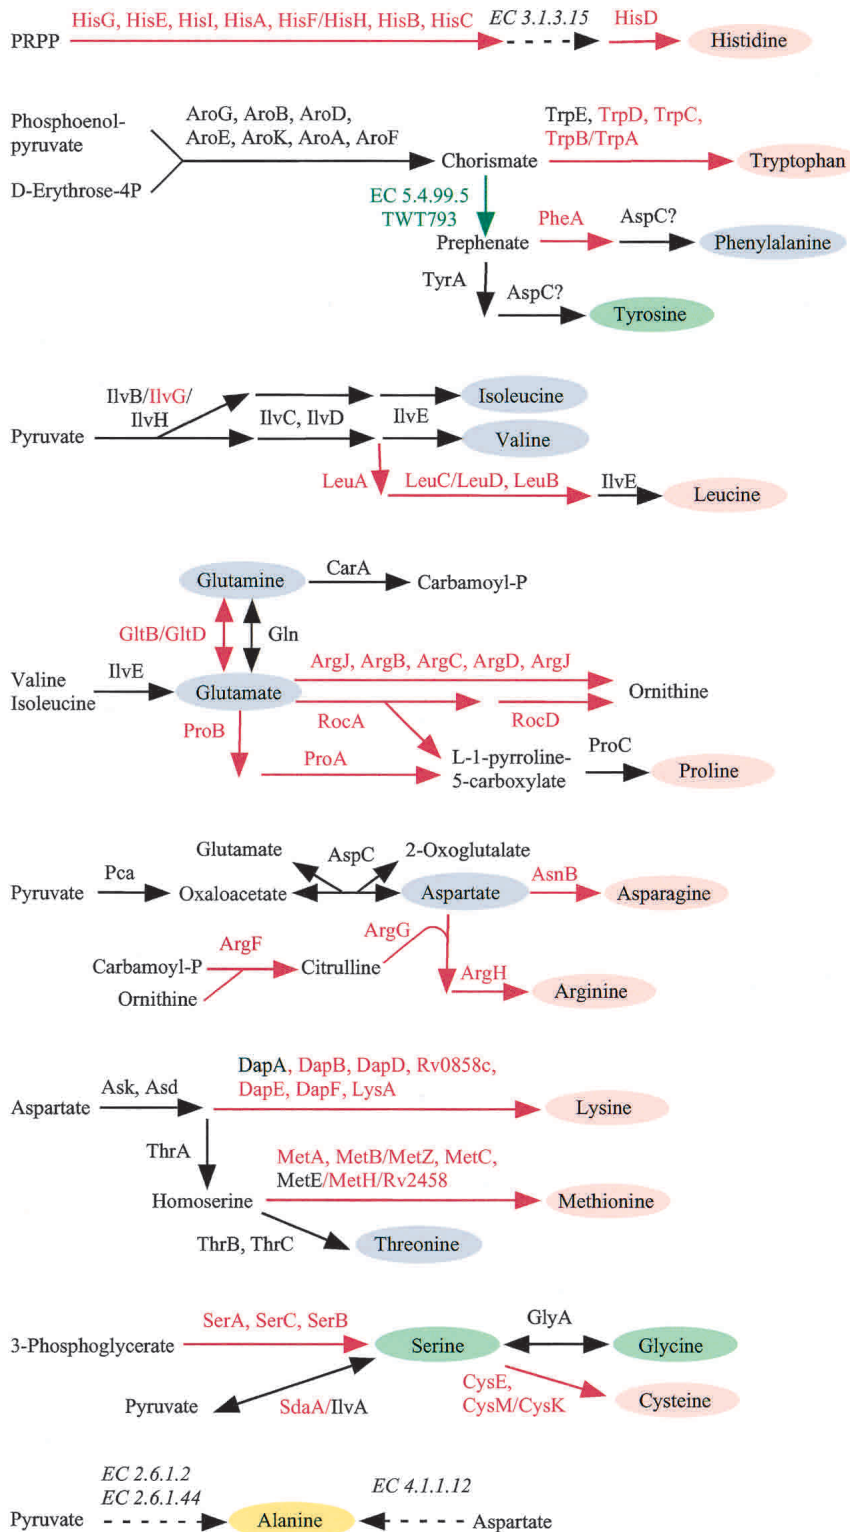 HisG, HisE, HisI, HisA, HisF/HisH, HisB, HisC
EC 3.1.3.15
HisD
PRPP
Histidine
AroG, AroB, AroD,
AroE, AroK, AroA, AroF
TrpE, TrpD, TrpC,
TrpB/TrpA
Phosphoenol-
pyruvate
D-Erythrose-4P
Chorismate
Tryptophan
EC 5.4.99.5
TWT793
PheA
AspC?
Prephenate
Phenylalanine
TyrA
AspC?
Tyrosine
IlvB/IlvG/
IlvH
Isoleucine
IlvC, IlvD
IlvE
Pyruvate
Valine
LeuA
LeuC/LeuD, LeuB
IlvE
Leucine
Glutamine
CarA
Carbamoyl-P
GltB/GltD
Gln
ArgJ, ArgB, ArgC, ArgD, ArgJ
Valine
Isoleucine
IlvE
Glutamate
Ornithine
ProB
RocA
RocD
ProA
L-1-pyrroline-
5-carboxylate
ProC
Proline
Glutamate
AspC
2-Oxoglutalate
Pyruvate
Pca
Oxaloacetate
Aspartate
AsnB
Asparagine
ArgF
ArgG
Carbamoyl-P
Citrulline
ArgH
Ornithine
Arginine
DapA, DapB, DapD, Rv0858c,
DapE, DapF, LysA
Ask, Asd
Aspartate
Lysine
ThrA
MetA, MetB/MetZ, MetC,
MetE/MetH/Rv2458
Homoserine
Methionine
ThrB, ThrC
Threonine
SerA, SerC, SerB
GlyA
3-Phosphoglycerate
Serine
Glycine
Pyruvate
SdaA/IlvA
CysE,
CysM/CysK
Cysteine
EC 2.6.1.2
EC 2.6.1.44
EC 4.1.1.12
Pyruvate
Alanine
Aspartate